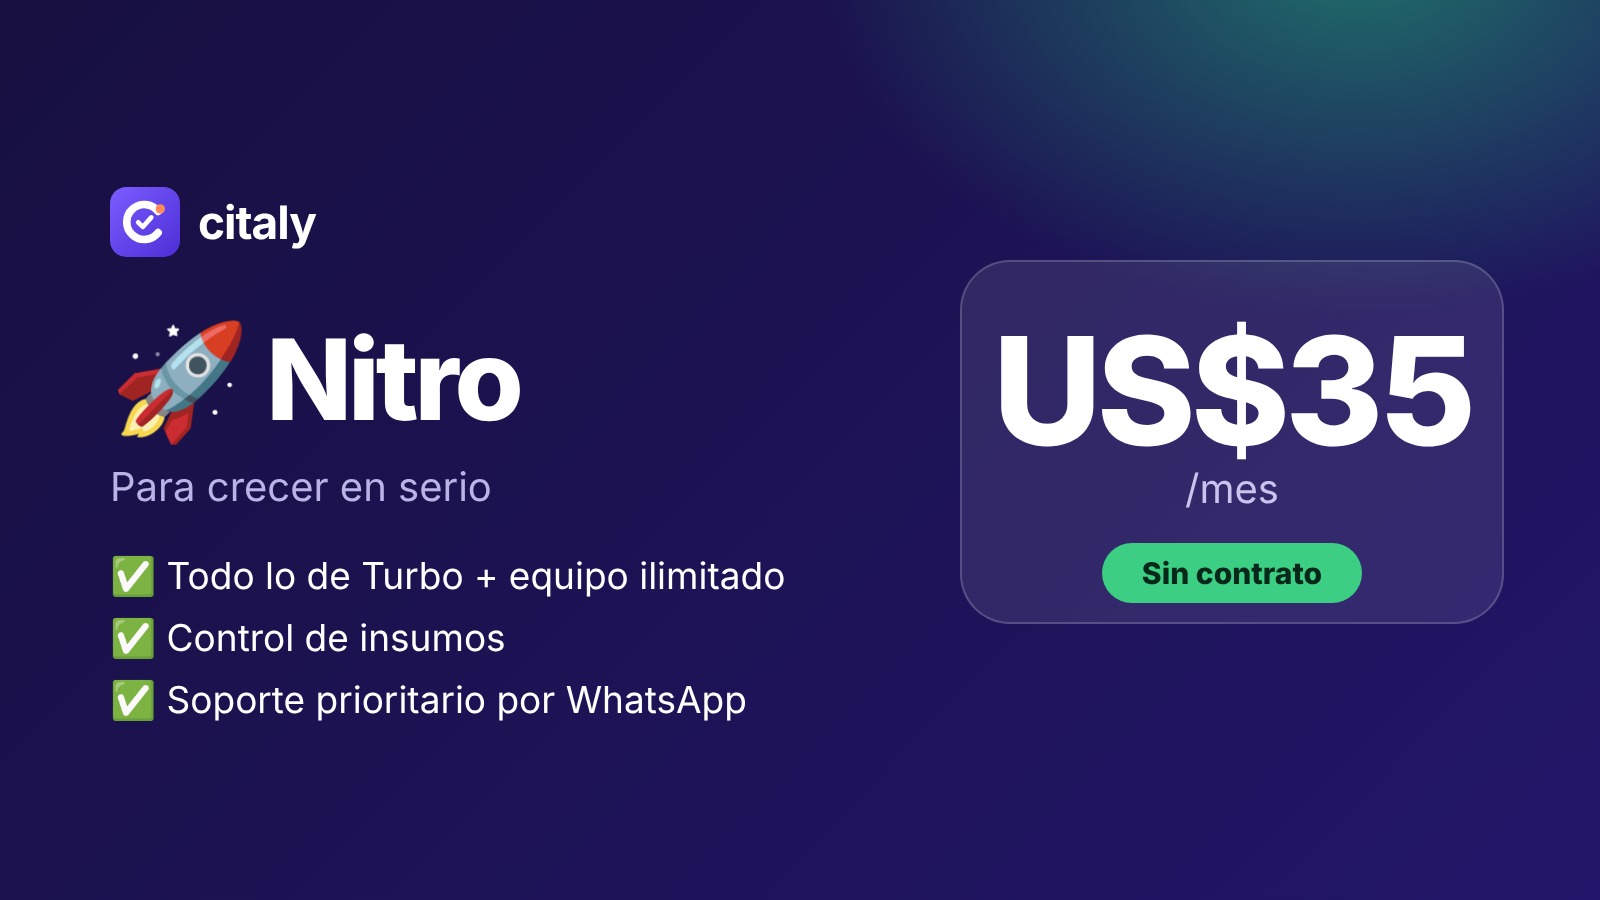 citaly
Nitro
Para crecer en serio
✅ Todo lo de Turbo + equipo ilimitado
✅ Control de insumos
✅ Soporte prioritario por WhatsApp
US$35
/mes
Sin contrato